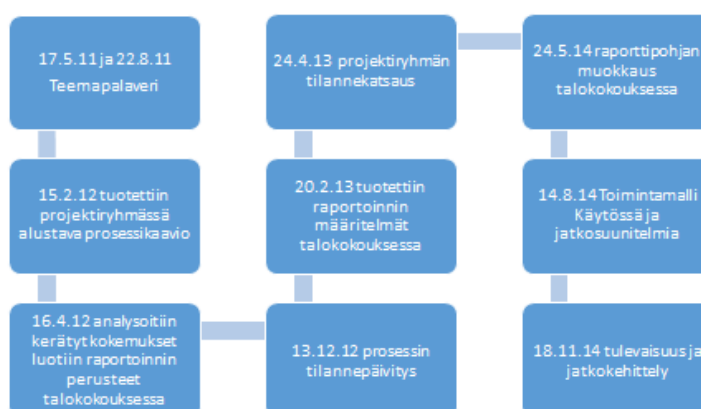 17.5.11 ja 22.8.11
Teemapalaveri
15.2.12 tuotettiin
projektiryhmässä
alustava prosessikaavio
16.4.12 analysoitiin
kerätyt kokemukset
luotiin raportoinnin
perusteet
talokokouksessa
13.12.12 prosessin
tilannepäivitys
20.2.13 tuotettiin
raportoinnin
määritelmät
talokokouksessa
24.4.13 projektiryhmän
tilannekatsaus
24.5.14 raporttipohjan
muokkaus
talokokouksessa
14.8.14 Toimintamalli
Käytössä ja
jatkosuunitelmia
18.11.14 tulevaisuus ja
jatkokehittely